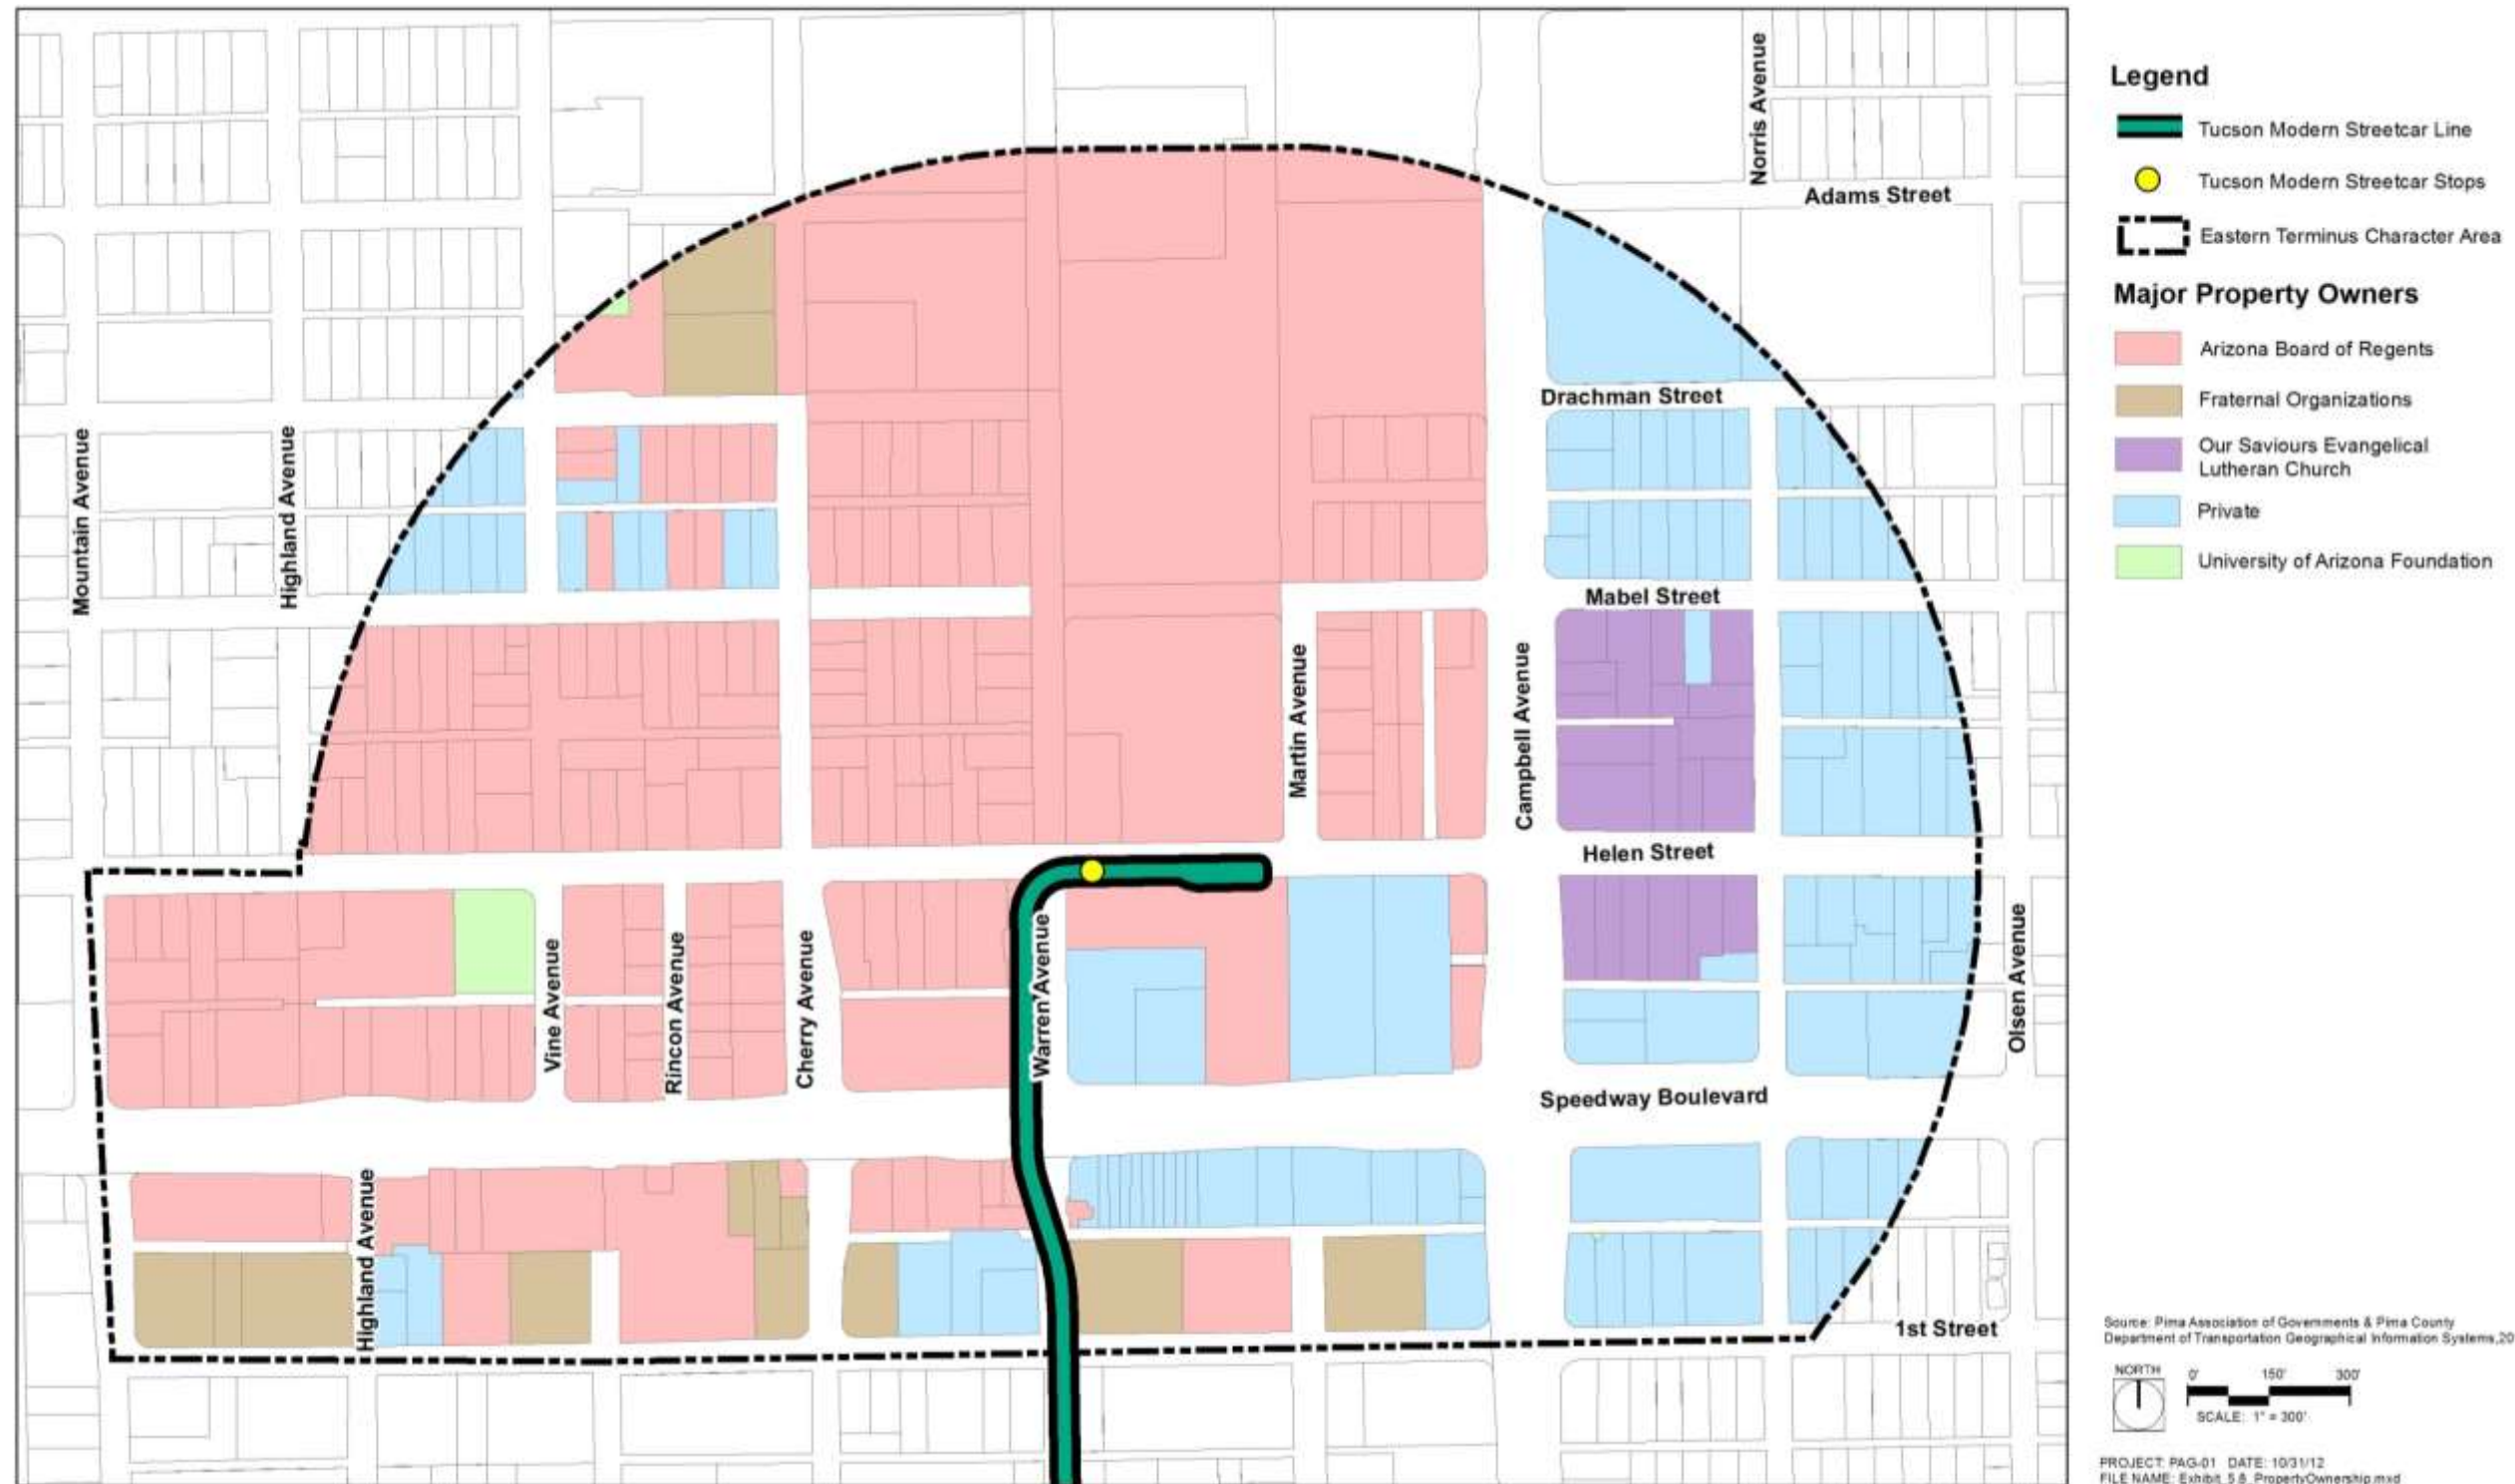 Norris Avenue
Adams Street
Drachman Street
Mountain Avenue
Highland Avenue
Mabel Street
Martin Avenue
Campbell Avenue
Helen Street
Vine Avenue
Rincon Avenue
Cherry Avenue
Warren Avenue
Olsen Avenue
Speedway Boulevard
Highland Avenue
1st Street
Legend
Tucson Modern Streetcar Line
Tucson Modern Streetcar Stops
Eastern Terminus Character Area
Major Property Owners
Arizona Board of Regents
Fraternal Organizations
Our Saviours Evangelical
Lutheran Church
Private
University of Arizona Foundation
Source: Pima Association of Governments & Pima County
Department of Transportation Geographical Information Systems,20
NORTH
0' 150' 300'
SCALE: 1" = 300'
PROJECT: PAG-01 DATE: 10/31/12
FILE NAME: Exhibit_5.8_PropertyOwnership.mxd